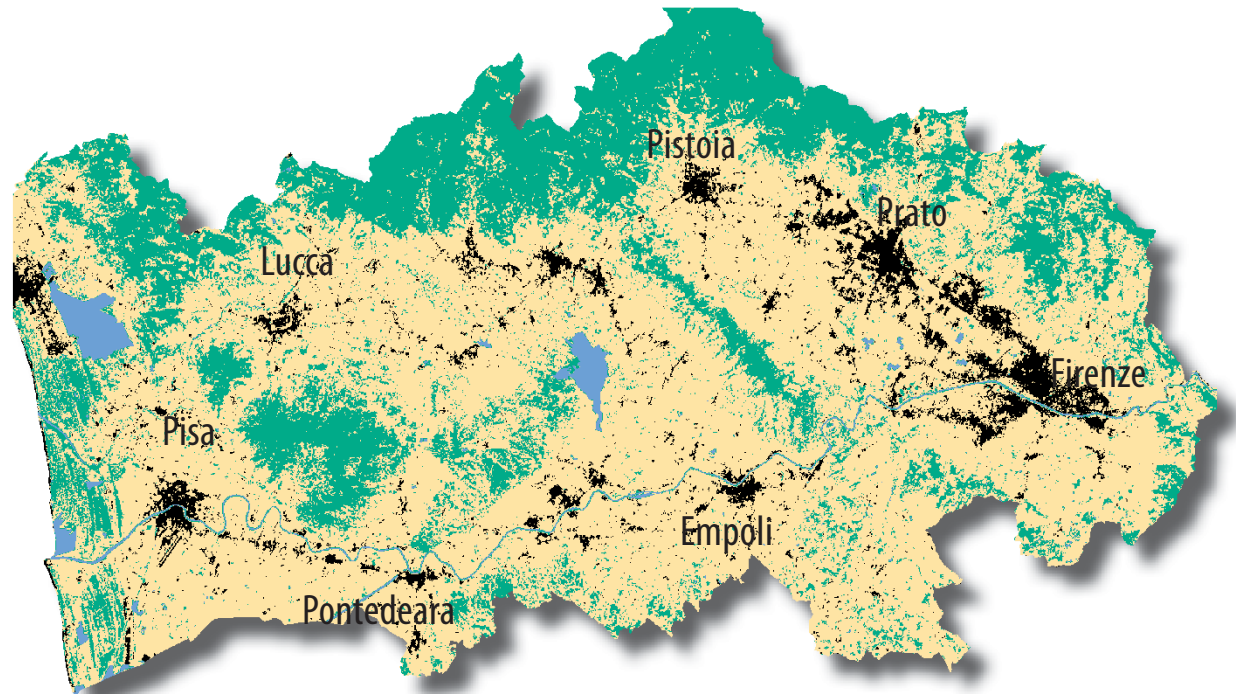 Pistoia
Prato
Lucca
Firenze
Pisa
Empoli
Pontedeara